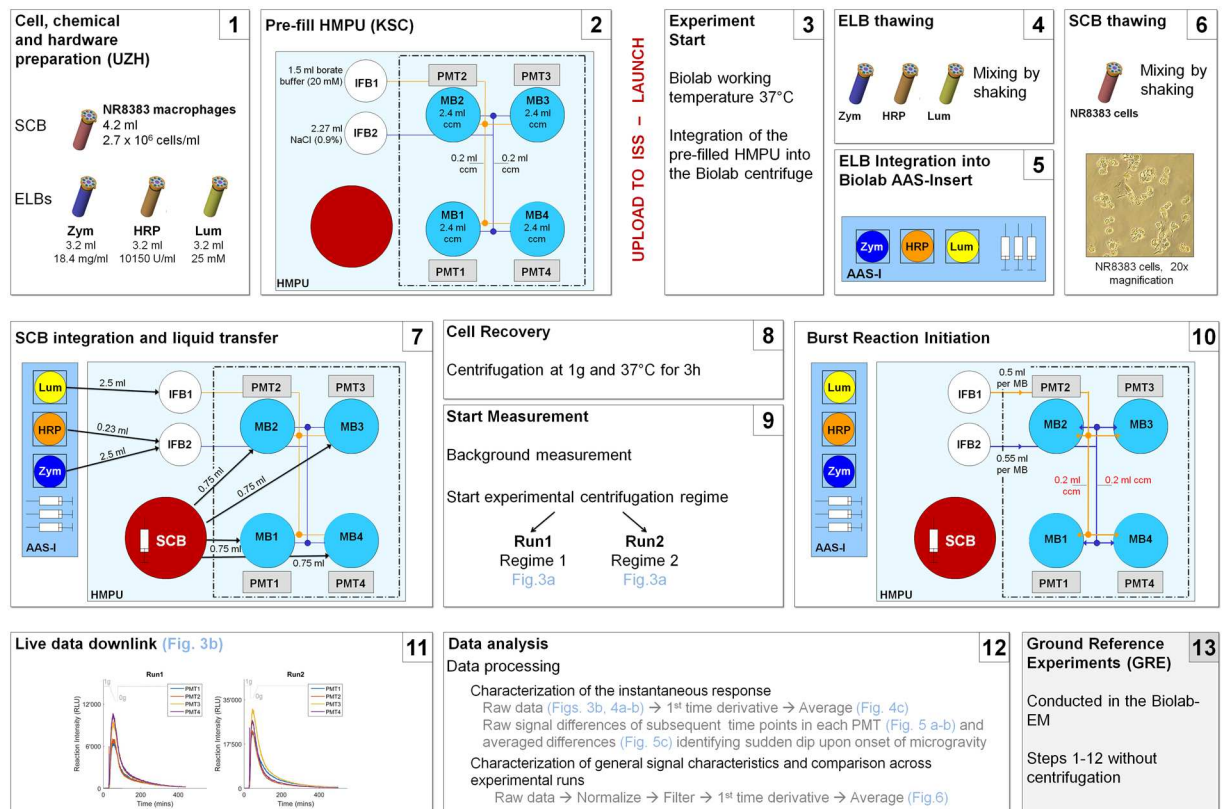 Cell, chemical
and hardware
preparation (UZH)
1
SCB
NR8383 macrophages
4.2 ml
2.7 x 10⁶ cells/ml
ELBs
Zym
3.2 ml
18.4 mg/ml
HRP
3.2 ml
10150 U/ml
Lum
3.2 ml
25 mM
Pre-fill HMPU (KSC)
2
1.5 ml borate
buffer (20 mM)
IFB1
2.27 ml
NaCl (0.9%)
IFB2
PMT2
PMT3
MB2
2.4 ml
ccm
MB3
2.4 ml
ccm
0.2 ml
ccm
0.2 ml
ccm
MB1
2.4 ml
ccm
MB4
2.4 ml
ccm
PMT1
PMT4
HMPU
UPLOAD TO ISS – LAUNCH
Experiment
Start
3
Biolab working
temperature 37°C
Integration of the
pre-filled HMPU into
the Biolab centrifuge
ELB thawing
4
Zym
HRP
Lum
Mixing by
shaking
ELB Integration into
Biolab AAS-Insert
5
Zym
HRP
Lum
AAS-I
SCB thawing
6
NR8383 cells
Mixing by
shaking
NR8383 cells, 20x
magnification
SCB integration and liquid transfer
7
Lum
2.5 ml
IFB1
HRP
0.23 ml
IFB2
Zym
2.5 ml
AAS-I
PMT2
PMT3
MB2
MB3
0.75 ml
0.75 ml
SCB
0.75 ml
MB1
0.75 ml
MB4
PMT1
PMT4
HMPU
Cell Recovery
8
Centrifugation at 1g and 37°C for 3h
Start Measurement
9
Background measurement
Start experimental centrifugation regime
Run1
Regime 1
Fig.3a
Run2
Regime 2
Fig.3a
Burst Reaction Initiation
10
Lum
HRP
Zym
AAS-I
IFB1
0.5 ml
per MB
IFB2
0.55 ml
per MB
PMT2
PMT3
MB2
MB3
0.2 ml
ccm
0.2 ml ccm
SCB
MB1
MB4
PMT1
PMT4
HMPU
Live data downlink (Fig. 3b)
11
Run1
1g
0g
PMT1
PMT2
PMT3
PMT4
Reaction Intensity (RLU)
12000
6000
0
0
200
400
Time (mins)
Run2
1g
0g
PMT1
PMT2
PMT3
PMT4
Reaction Intensity (RLU)
35000
17500
0
0
200
400
Time (mins)
Data analysis
12
Data processing
Characterization of the instantaneous response
Raw data (Figs. 3b, 4a-b) → 1st time derivative → Average (Fig. 4c)
Raw signal differences of subsequent time points in each PMT (Fig. 5 a-b) and
averaged differences (Fig. 5c) identifying sudden dip upon onset of microgravity
Characterization of general signal characteristics and comparison across
experimental runs
Raw data → Normalize → Filter → 1st time derivative → Average (Fig.6)
Ground Reference
Experiments (GRE)
13
Conducted in the Biolab-
EM
Steps 1-12 without
centrifugation